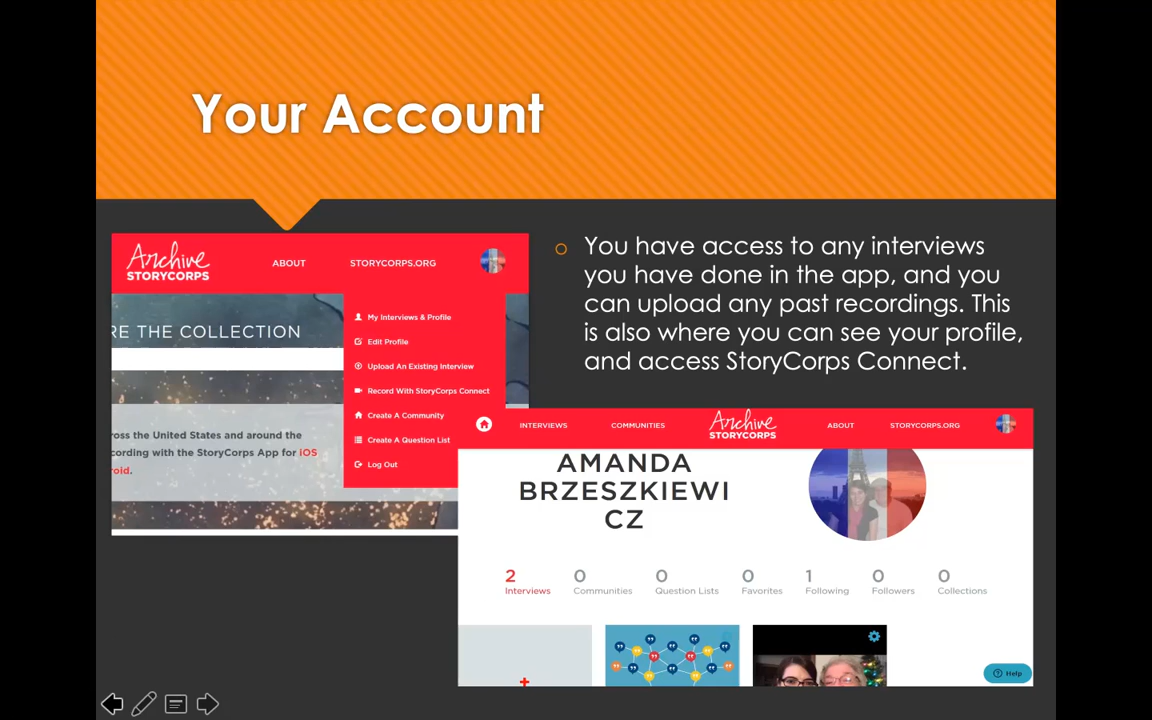 Your Account
Archive
STORYCORPS
ABOUT
STORYCORPS.ORG
My Interviews & Profile
Edit Profile
Upload An Existing Interview
Record With StoryCorps Connect
Create A Community
Create A Question List
Log Out
RE THE COLLECTION
ross the United States and around the
cording with the StoryCorps App for iOS
roid.
You have access to any interviews
you have done in the app, and you
can upload any past recordings. This
is also where you can see your profile,
and access StoryCorps Connect.
INTERVIEWS
COMMUNITIES
Archive
STORYCORPS
ABOUT
STORYCORPS.ORG
AMANDA
BRZESZKIEWI
CZ
2 0 0 0 1 0 0
Interviews Communities Question Lists Favorites Following Followers Collections
Help